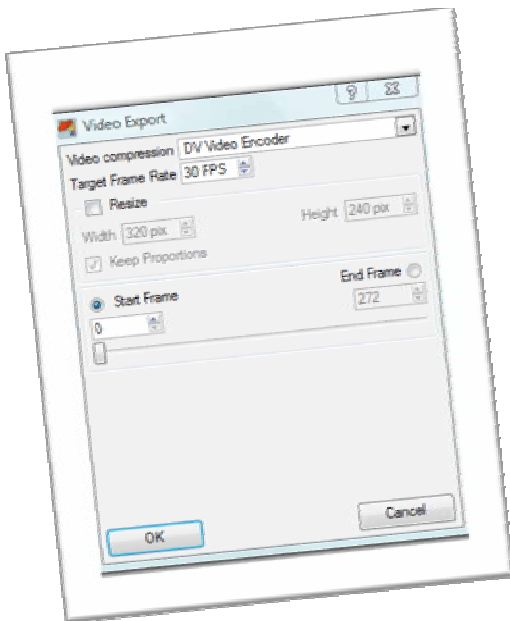 Video Export
Video compression DV Video Encoder
Target Frame Rate 30 FPS
Resize
Width 320 pix Height 240 pix
Keep Proportions
Start Frame End Frame
0 272
OK Cancel